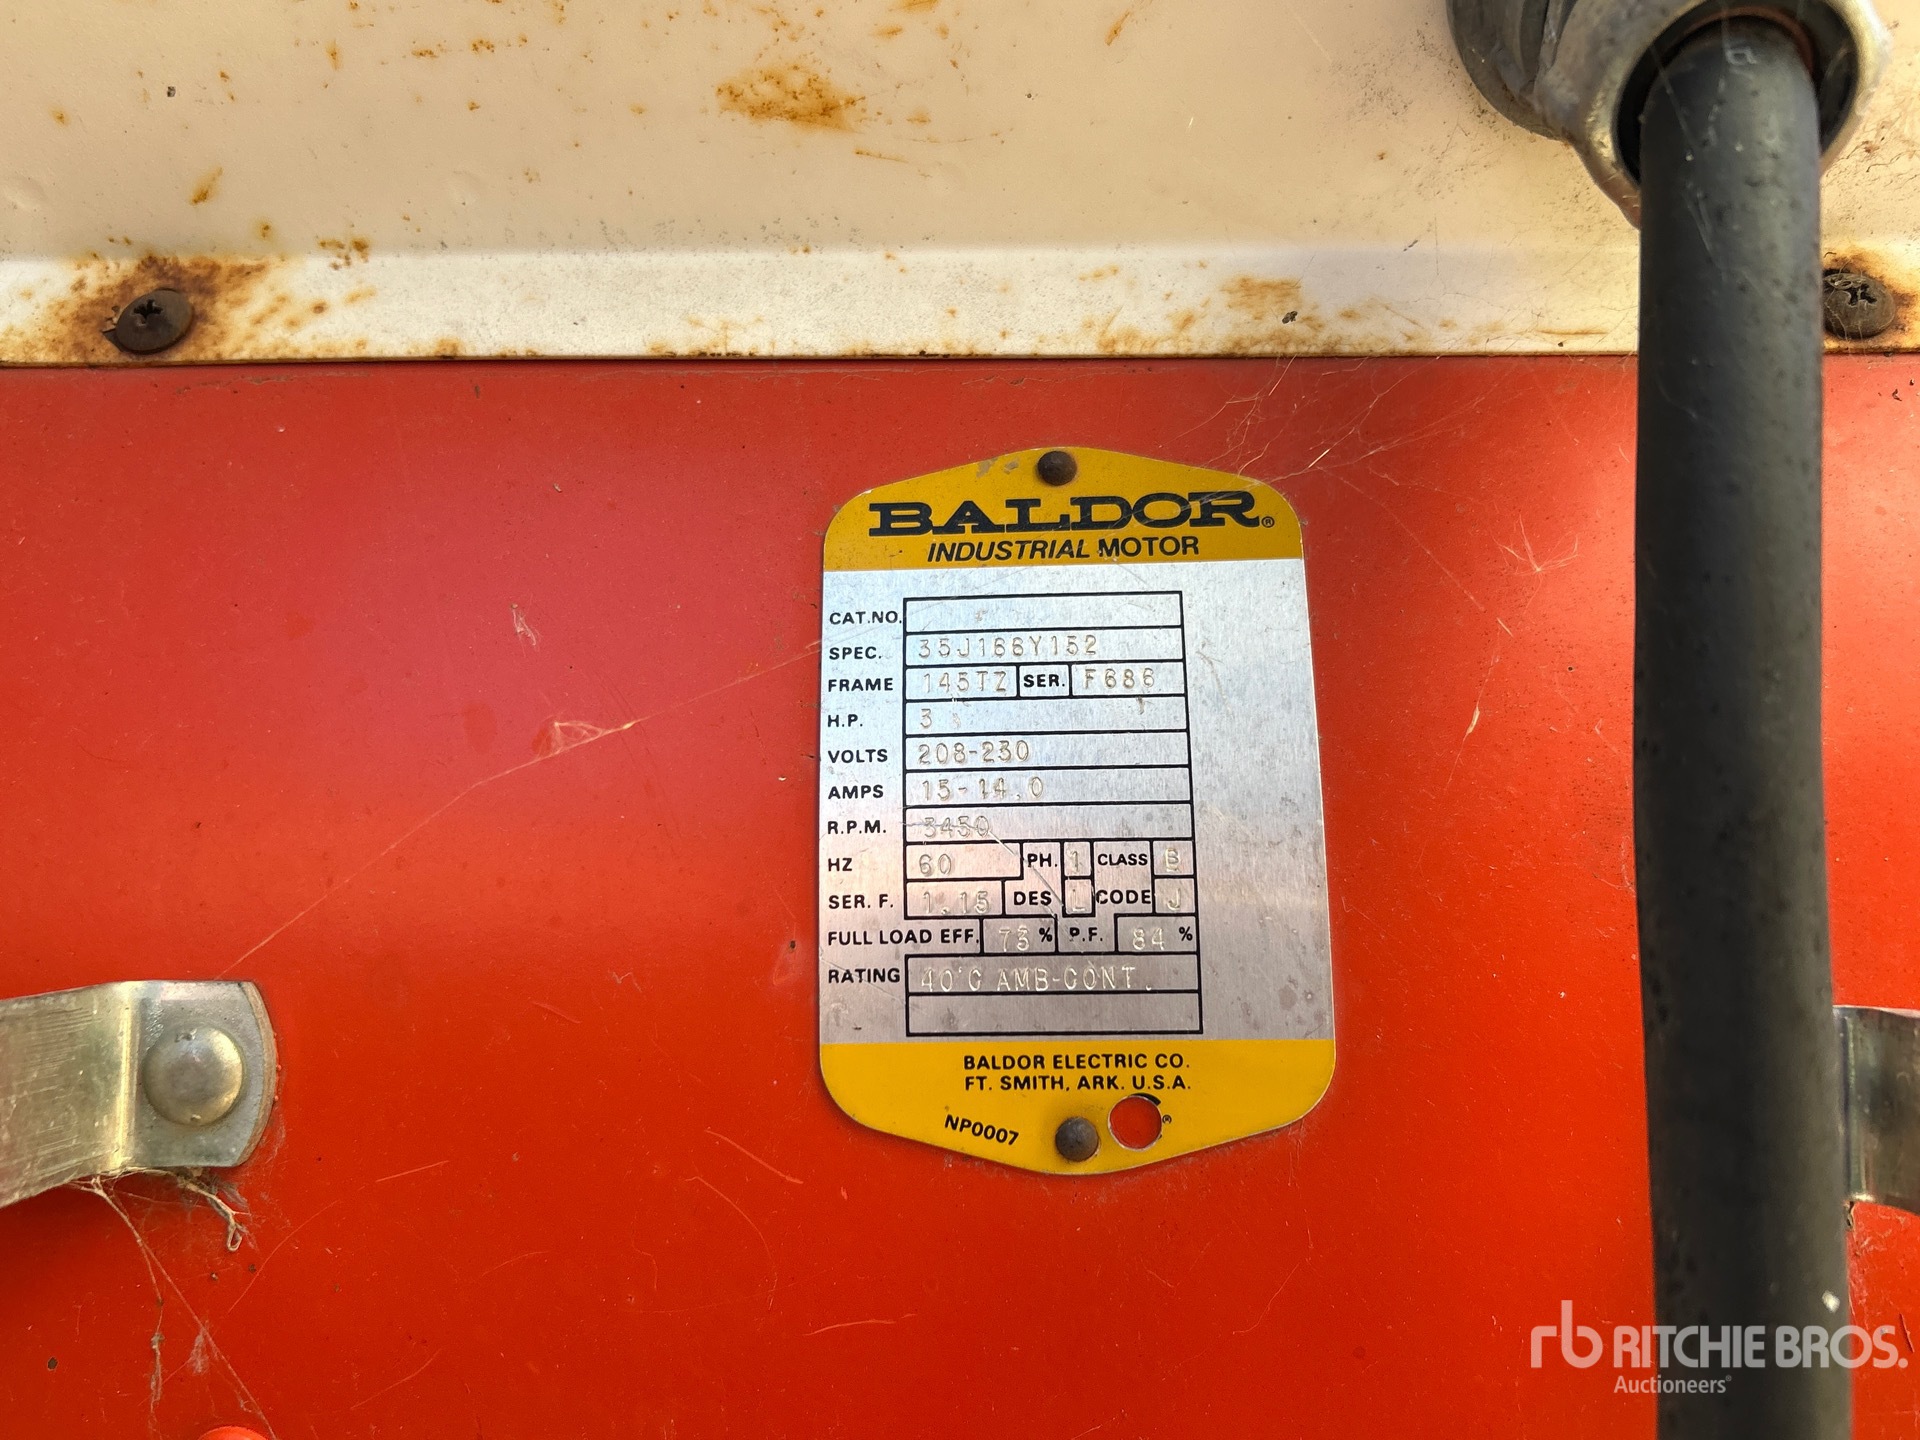 BALDOR®
INDUSTRIAL MOTOR
CAT.NO.
SPEC. 35J166Y152
FRAME 145TZ SER. F686
H.P. 3
VOLTS 208-230
AMPS 15-14.0
R.P.M. 3450
HZ 60 PH. 1 CLASS B
SER. F. 1.15 DES L CODE J
FULL LOAD EFF. 73 % P.F. 84 %
RATING 40°C AMB-CONT.
BALDOR ELECTRIC CO.
FT. SMITH, ARK. U.S.A.
NP0007 ®
rb RITCHIE BROS.
Auctioneers®